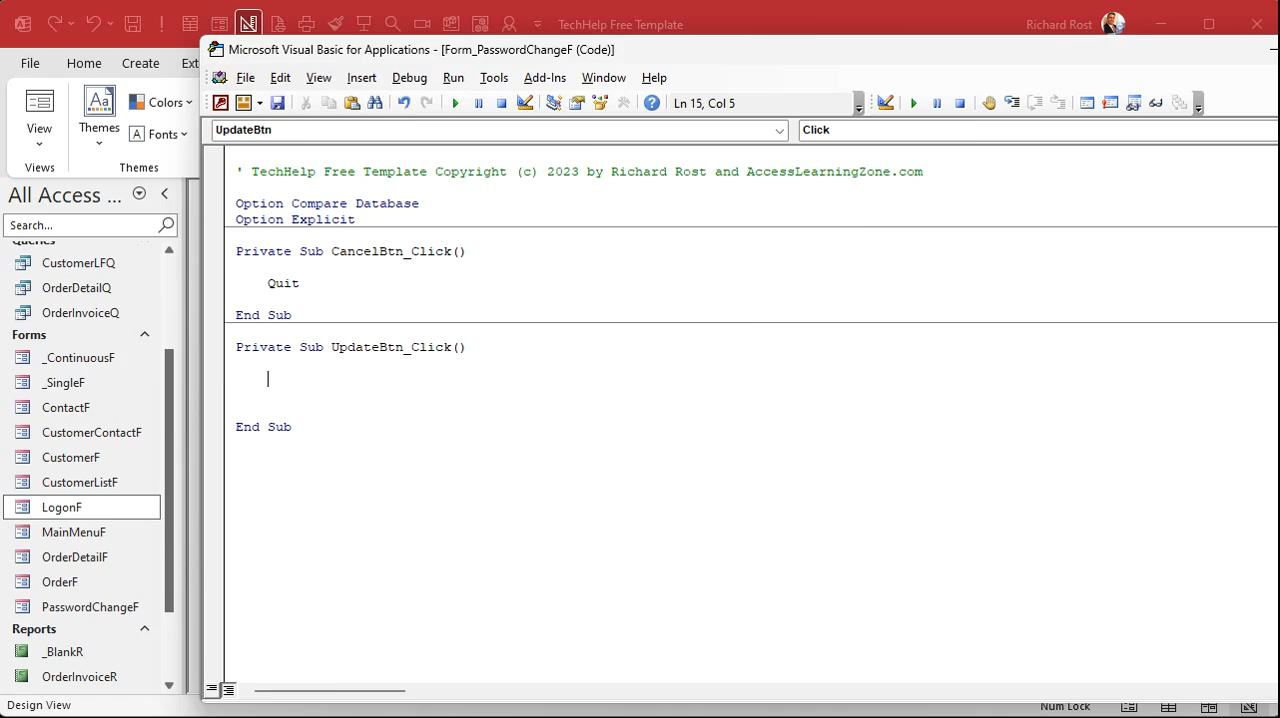 TechHelp Free Template
Richard Rost
Microsoft Visual Basic for Applications - [Form_PasswordChangeF (Code)]
File Home Create
File Edit View Insert Debug Run Tools Add-Ins Window Help
View
Themes
Colors
Fonts
Views
Themes
Ln 15, Col 5
UpdateBtn
Click
All Access ...
Search...
CustomerLFQ
OrderDetailQ
OrderInvoiceQ
Forms
_ContinuousF
_SingleF
ContactF
CustomerContactF
CustomerF
CustomerListF
LogonF
MainMenuF
OrderDetailF
OrderF
PasswordChangeF
Reports
_BlankR
OrderInvoiceR
' TechHelp Free Template Copyright (c) 2023 by Richard Rost and AccessLearningZone.com
Option Compare Database
Option Explicit
Private Sub CancelBtn_Click()
Quit
End Sub
Private Sub UpdateBtn_Click()
End Sub
Design View
Num Lock